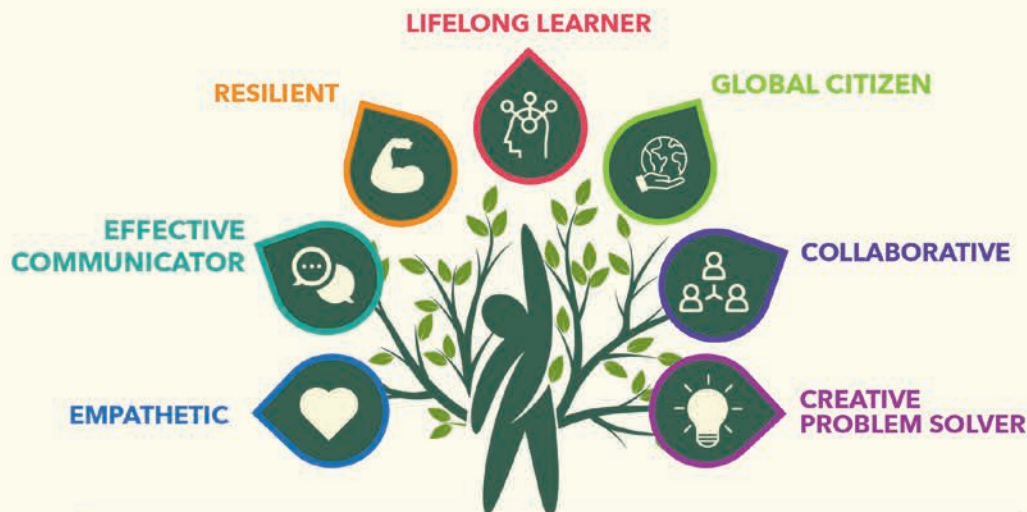 LIFELONG LEARNER
RESILIENT
GLOBAL CITIZEN
EFFECTIVE
COMMUNICATOR
COLLABORATIVE
EMPATHETIC
CREATIVE
PROBLEM SOLVER